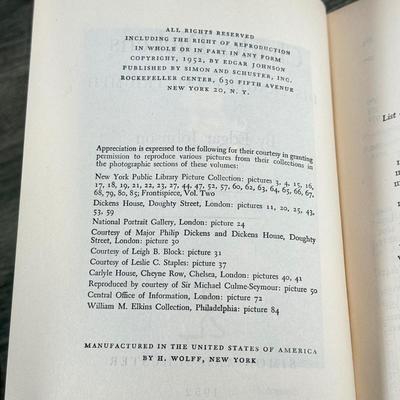 ALL RIGHTS RESERVED
INCLUDING THE RIGHT OF REPRODUCTION
IN WHOLE OR IN PART IN ANY FORM
COPYRIGHT, 1952, BY EDGAR JOHNSON
PUBLISHED BY SIMON AND SCHUSTER, INC.
ROCKEFELLER CENTER, 630 FIFTH AVENUE
NEW YORK 20, N. Y.
Appreciation is expressed to the following for their courtesy in granting
permission to reproduce various pictures from their collections in
the photographic sections of these volumes:
New York Public Library Picture Collection: pictures 3, 4, 15, 16,
17, 18, 19, 21, 22, 23, 27, 44, 47, 52, 57, 60, 62, 63, 64, 65, 66, 67,
68, 79, 80, 85; Frontispiece, Vol. Two
Dickens House, Doughty Street, London: pictures 11, 20, 25, 43,
53, 59
National Portrait Gallery, London: picture 24
Courtesy of Major Philip Dickens and Dickens House, Doughty
Street, London: picture 30
Courtesy of Leigh B. Block: picture 31
Courtesy of Leslie C. Staples: picture 37
Carlyle House, Cheyne Row, Chelsea, London: pictures 40, 41
Reproduced by courtesy of Sir Michael Culme-Seymour: picture 50
Central Office of Information, London: picture 72
William M. Elkins Collection, Philadelphia: picture 84
MANUFACTURED IN THE UNITED STATES OF AMERICA
BY H. WOLFF, NEW YORK
List